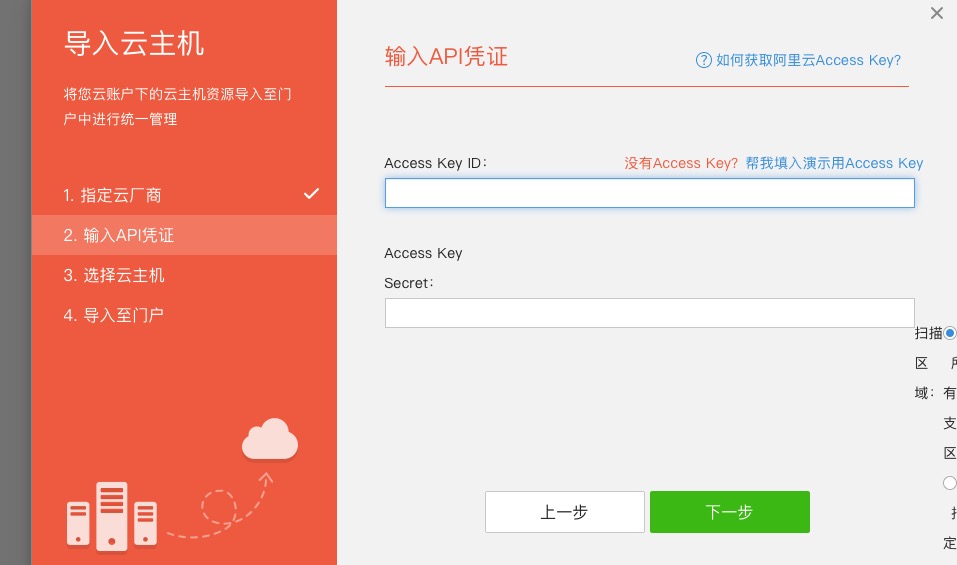 导入云主机
将您云账户下的云主机资源导入至门
户中进行统一管理
1. 指定云厂商
2. 输入API凭证
3. 选择云主机
4. 导入至门户
输入API凭证
如何获取阿里云Access Key?
Access Key ID:
没有Access Key? 帮我填入演示用Access Key
Access Key
Secret:
扫描
区
域: 有
支
区
定
上一步
下一步